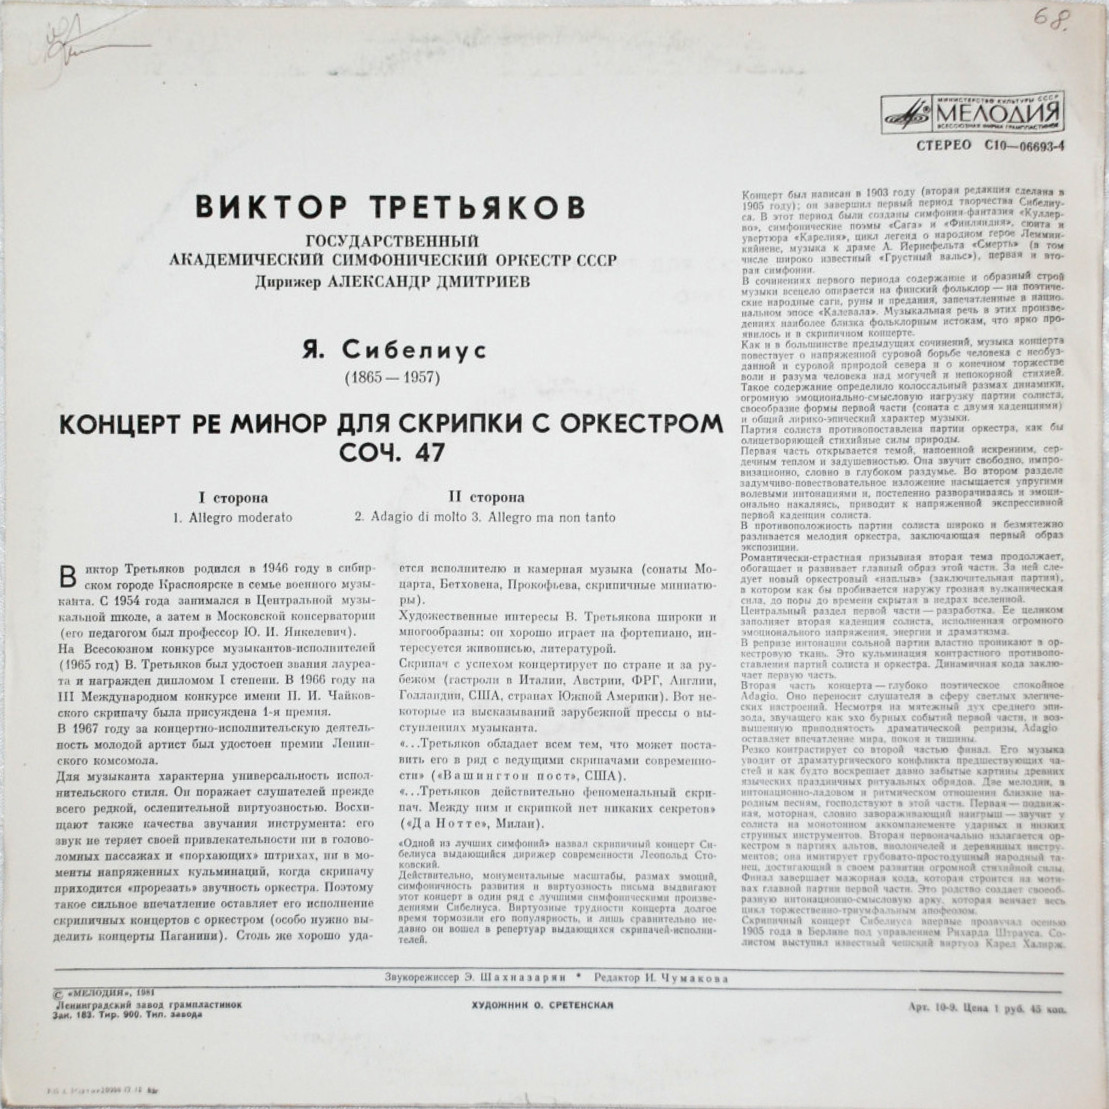 68.
МИНИСТЕРСТВО КУЛЬТУРЫ СССР
МЕЛОДИЯ
ВСЕСОЮЗНАЯ ФИРМА ГРАМПЛАСТИНОК
СТЕРЕО С10—06693-4
ВИКТОР ТРЕТЬЯКОВ
ГОСУДАРСТВЕННЫЙ
АКАДЕМИЧЕСКИЙ СИМФОНИЧЕСКИЙ ОРКЕСТР СССР
Дирижер АЛЕКСАНДР ДМИТРИЕВ
Я. Сибелиус
(1865 — 1957)
КОНЦЕРТ РЕ МИНОР ДЛЯ СКРИПКИ С ОРКЕСТРОМ
СОЧ. 47
I сторона
1. Allegro moderato
II сторона
2. Adagio di molto 3. Allegro ma non tanto
Виктор Третьяков родился в 1946 году в сибир-
ском городе Красноярске в семье военного музы-
канта. С 1954 года занимался в Центральной музы-
кальной школе, а затем в Московской консерватории
(его педагогом был профессор Ю. И. Янкелевич).
На Всесоюзном конкурсе музыкантов-исполнителей
(1965 год) В. Третьяков был удостоен звания лауреа-
та и награжден дипломом I степени. В 1966 году на
III Международном конкурсе имени П. И. Чайков-
ского скрипачу была присуждена 1-я премия.
В 1967 году за концертно-исполнительскую деятель-
ность молодой артист был удостоен премии Ленин-
ского комсомола.
Для музыканта характерна универсальность испол-
нительского стиля. Он поражает слушателей прежде
всего редкой, ослепительной виртуозностью. Восхи-
щают также качества звучания инструмента: его
звук не теряет своей привлекательности ни в голово-
ломных пассажах и «порхающих» штрихах, ни в мо-
менты напряженных кульминаций, когда скрипачу
приходится «прорезать» звучность оркестра. Поэтому
такое сильное впечатление оставляет его исполнение
скрипичных концертов с оркестром (особо нужно вы-
делить концерты Паганини). Столь же хорошо уда-
ется исполнителю и камерная музыка (сонаты Мо-
царта, Бетховена, Прокофьева, скрипичные миниатю-
ры).
Художественные интересы В. Третьякова широки и
многообразны: он хорошо играет на фортепиано, ин-
тересуется живописью, литературой.
Скрипач с успехом концертирует по стране и за ру-
бежом (гастроли в Италии, Австрии, ФРГ, Англии,
Голландии, США, странах Южной Америки). Вот не-
которые из высказываний зарубежной прессы о вы-
ступлениях музыканта.
«...Третьяков обладает всем тем, что может поста-
вить его в ряд с ведущими скрипачами современно-
сти» («Вашингтон пост», США).
«...Третьяков действительно феноменальный скри-
пач. Между ним и скрипкой нет никаких секретов»
(«Да Нотте», Милан).
«Одной из лучших симфоний» назвал скрипичный концерт Си-
белиуса выдающийся дирижер современности Леопольд Сто-
ковский.
Действительно, монументальные масштабы, размах эмоций,
симфоничность развития и виртуозность письма выдвигают
этот концерт в один ряд с лучшими симфоническими произве-
дениями Сибелиуса. Виртуозные трудности концерта долгое
время тормозили его популярность, и лишь сравнительно не-
давно он вошел в репертуар выдающихся скрипачей-исполни-
телей.
Концерт был написан в 1903 году (вторая редакция сделана в
1905 году); он завершил первый период творчества Сибелиу-
са. В этот период были созданы симфония-фантазия «Куллер-
во», симфонические поэмы «Сага» и «Финляндия», сюита и
увертюра «Карелия», цикл легенд о народном герое Леммин-
кяйнене, музыка к драме А. Йернефельта «Смерть» (в том
числе широко известный «Грустный вальс»), первая и вто-
рая симфонии.
В сочинениях первого периода содержание и образный строй
музыки всецело опирается на финский фольклор — на поэтиче-
ские народные саги, руны и предания, запечатленные в нацио-
нальном эпосе «Калевала». Музыкальная речь в этих произве-
дениях наиболее близка фольклорным истокам, что ярко про-
явилось и в скрипичном концерте.
Как и в большинстве предыдущих сочинений, музыка концерта
повествует о напряженной суровой борьбе человека с необуз-
данной и суровой природой севера и о конечном торжестве
воли и разума человека над могучей и непокорной стихией.
Такое содержание определило колоссальный размах динамики,
огромную эмоционально-смысловую нагрузку партии солиста,
своеобразие формы первой части (соната с двумя каденциями)
и общий лирико-эпический характер музыки.
Партия солиста противопоставлена партии оркестра, как бы
олицетворяющей стихийные силы природы.
Первая часть открывается темой, напоенной искренним, сер-
дечным теплом и задушевностью. Она звучит свободно, импро-
визационно, словно в глубоком раздумье. Во втором разделе
задумчиво-повествовательное изложение насыщается упругими
волевыми интонациями и, постепенно разворачиваясь и эмоци-
онально накаляясь, приводит к напряженной экспрессивной
первой каденции солиста.
В противоположность партии солиста широко и безмятежно
разливается мелодия оркестра, заключающая первый образ
экспозиции.
Романтически-страстная призывная вторая тема продолжает,
обогащает и развивает главный образ этой части. За ней сле-
дует новый оркестровый «наплыв» (заключительная партия),
в котором как бы пробивается наружу грозная вулканическая
сила, до поры до времени скрытая в недрах вселенной.
Центральный раздел первой части — разработка. Ее целиком
заполняет вторая каденция солиста, исполненная огромного
эмоционального напряжения, энергии и драматизма.
В репризе интонации сольной партии властно проникают в ор-
кестровую ткань. Это кульминация контрастного противопо-
ставления партий солиста и оркестра. Динамичная кода заклю-
чает первую часть.
Вторая часть концерта — глубоко поэтическое спокойное
Adagio. Оно переносит слушателя в сферу светлых элегиче-
ских настроений. Несмотря на мятежный дух среднего эпи-
зода, звучащего как эхо бурных событий первой части, и воз-
вышенную приподнятость драматической репризы, Adagio
оставляет впечатление мира, покоя и тишины.
Резко контрастирует со второй частью финал. Его музыка
уводит от драматургического конфликта предшествующих ча-
стей и как будто воскрешает давно забытые картины древних
языческих праздничных ритуальных обрядов. Две мелодии, в
интонационно-ладовом и ритмическом отношении близкие на-
родным песням, господствуют в этой части. Первая — подвиж-
ная, моторная, словно завораживающий наигрыш — звучит у
солиста на монотонном аккомпанементе ударных и низких
струнных инструментов. Вторая первоначально излагается ор-
кестром в партиях альтов, виолончелей и деревянных инстру-
ментов; она имитирует грубовато-простодушный народный та-
нец, достигающий в своем развитии огромной стихийной силы.
Финал завершает мажорная кода, которая строится на моти-
вах главной партии первой части. Это родство создает своеоб-
разную интонационно-смысловую арку, которая венчает весь
цикл торжественно-триумфальным апофеозом.
Скрипичный концерт Сибелиуса впервые прозвучал осенью
1905 года в Берлине под управлением Рихарда Штрауса. Со-
листом выступил известный чешский виртуоз Карел Халирж.
Звукорежиссер Э. Шахназарян * Редактор И. Чумакова
© «МЕЛОДИЯ», 1981
Ленинградский завод грампластинок
Зак. 183. Тир. 900. Тип. завода
ХУДОЖНИК О. СРЕТЕНСКАЯ
Арт. 10-9. Цена 1 руб. 45 коп.